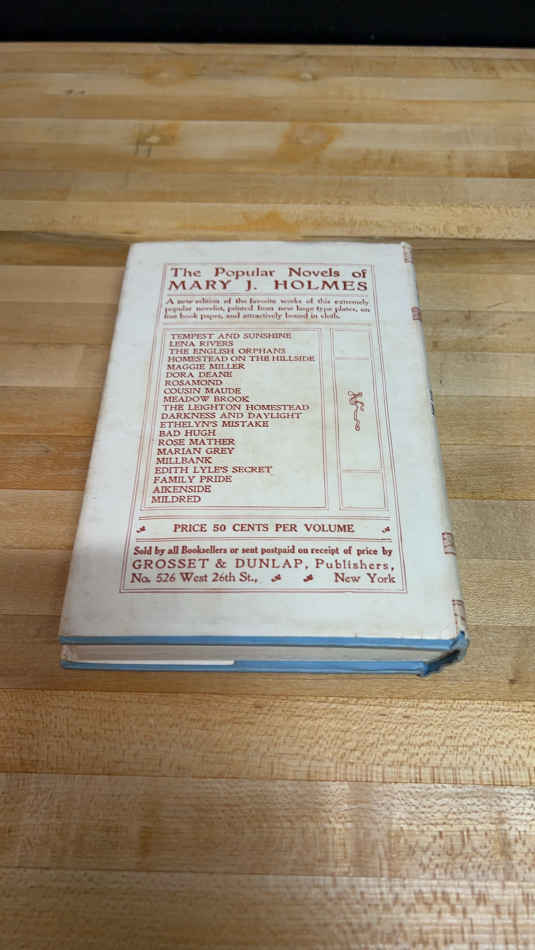 The Popular Novels of
MARY J. HOLMES
A new edition of the favorite works of this extremely
popular novelist, printed from new large type plates, on
fine book paper, and attractively bound in cloth.
TEMPEST AND SUNSHINE
LENA RIVERS
THE ENGLISH ORPHANS
HOMESTEAD ON THE HILLSIDE
MAGGIE MILLER
DORA DEANE
ROSAMOND
COUSIN MAUDE
MEADOW BROOK
THE LEIGHTON HOMESTEAD
DARKNESS AND DAYLIGHT
ETHELYN'S MISTAKE
BAD HUGH
ROSE MATHER
MARIAN GREY
MILLBANK
EDITH LYLE'S SECRET
FAMILY PRIDE
AIKENSIDE
MILDRED
PRICE 50 CENTS PER VOLUME
Sold by all Booksellers or sent postpaid on receipt of price by
GROSSET & DUNLAP, Publishers,
No. 526 West 26th St., New York